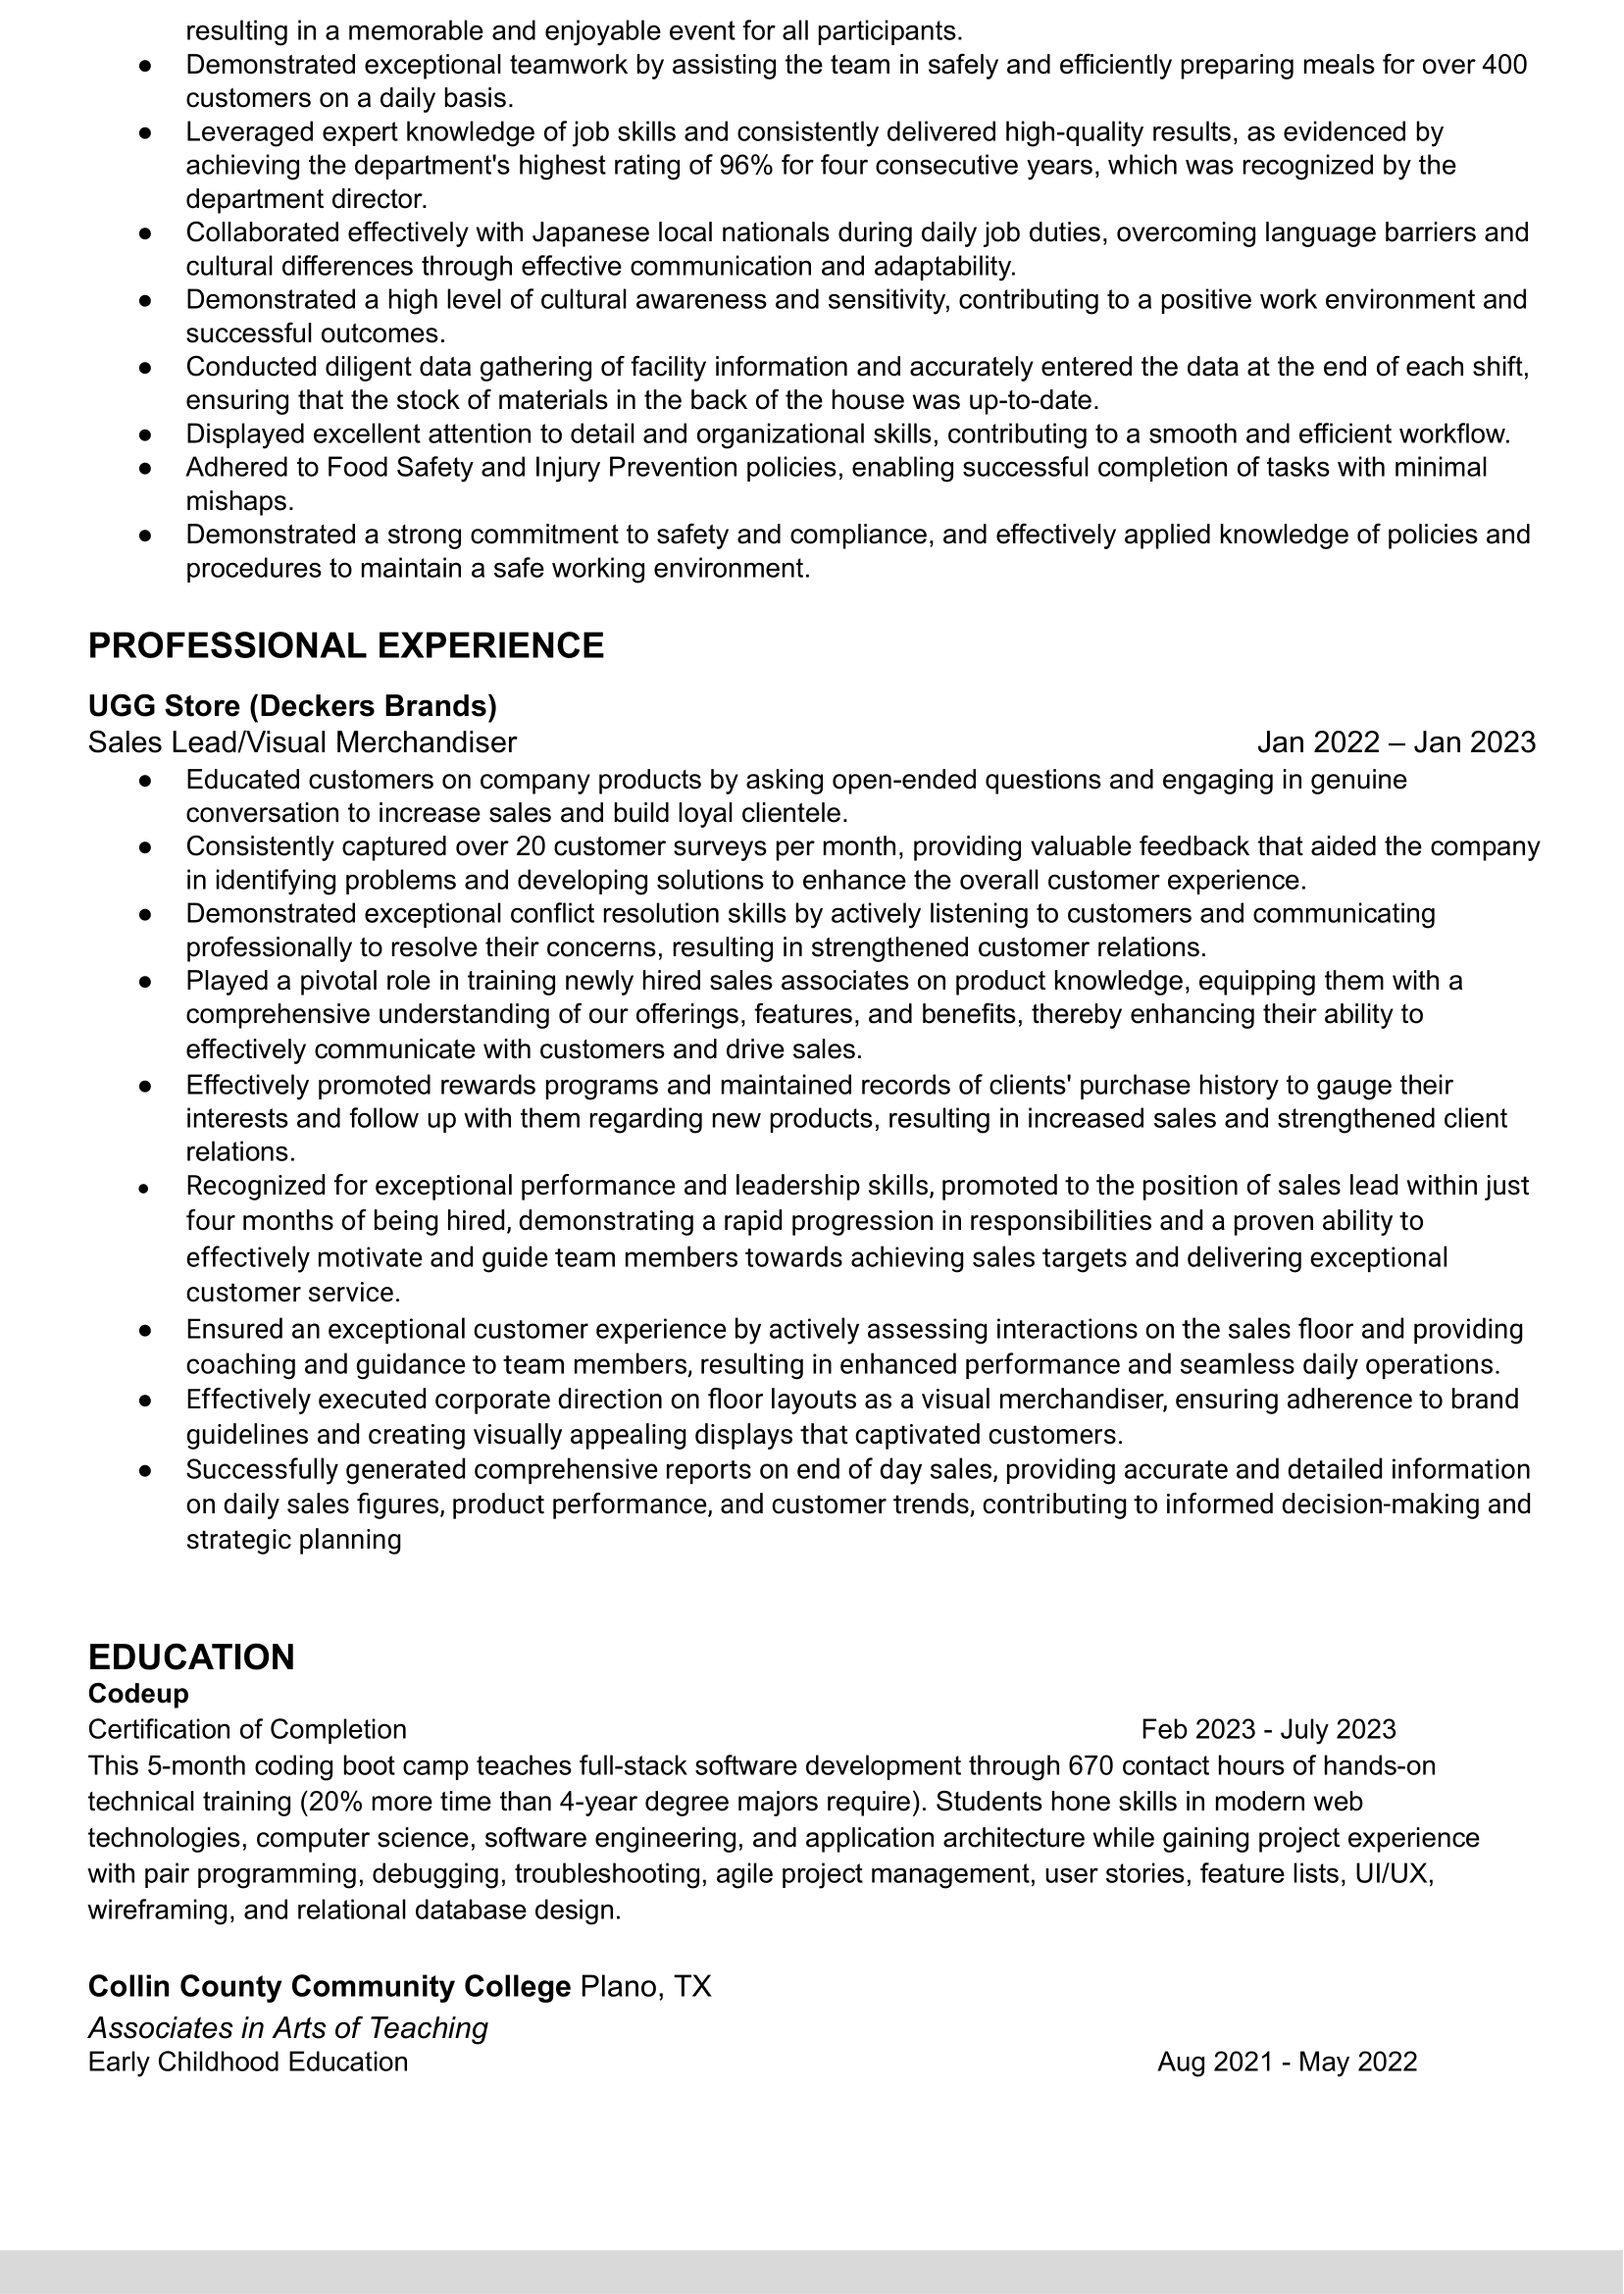 resulting in a memorable and enjoyable event for all participants.
● Demonstrated exceptional teamwork by assisting the team in safely and efficiently preparing meals for over 400
customers on a daily basis.
● Leveraged expert knowledge of job skills and consistently delivered high-quality results, as evidenced by
achieving the department's highest rating of 96% for four consecutive years, which was recognized by the
department director.
● Collaborated effectively with Japanese local nationals during daily job duties, overcoming language barriers and
cultural differences through effective communication and adaptability.
● Demonstrated a high level of cultural awareness and sensitivity, contributing to a positive work environment and
successful outcomes.
● Conducted diligent data gathering of facility information and accurately entered the data at the end of each shift,
ensuring that the stock of materials in the back of the house was up-to-date.
● Displayed excellent attention to detail and organizational skills, contributing to a smooth and efficient workflow.
● Adhered to Food Safety and Injury Prevention policies, enabling successful completion of tasks with minimal
mishaps.
● Demonstrated a strong commitment to safety and compliance, and effectively applied knowledge of policies and
procedures to maintain a safe working environment.
PROFESSIONAL EXPERIENCE
UGG Store (Deckers Brands)
Sales Lead/Visual Merchandiser Jan 2022 – Jan 2023
● Educated customers on company products by asking open-ended questions and engaging in genuine
conversation to increase sales and build loyal clientele.
● Consistently captured over 20 customer surveys per month, providing valuable feedback that aided the company
in identifying problems and developing solutions to enhance the overall customer experience.
● Demonstrated exceptional conflict resolution skills by actively listening to customers and communicating
professionally to resolve their concerns, resulting in strengthened customer relations.
● Played a pivotal role in training newly hired sales associates on product knowledge, equipping them with a
comprehensive understanding of our offerings, features, and benefits, thereby enhancing their ability to
effectively communicate with customers and drive sales.
● Effectively promoted rewards programs and maintained records of clients' purchase history to gauge their
interests and follow up with them regarding new products, resulting in increased sales and strengthened client
relations.
● Recognized for exceptional performance and leadership skills, promoted to the position of sales lead within just
four months of being hired, demonstrating a rapid progression in responsibilities and a proven ability to
effectively motivate and guide team members towards achieving sales targets and delivering exceptional
customer service.
● Ensured an exceptional customer experience by actively assessing interactions on the sales floor and providing
coaching and guidance to team members, resulting in enhanced performance and seamless daily operations.
● Effectively executed corporate direction on floor layouts as a visual merchandiser, ensuring adherence to brand
guidelines and creating visually appealing displays that captivated customers.
● Successfully generated comprehensive reports on end of day sales, providing accurate and detailed information
on daily sales figures, product performance, and customer trends, contributing to informed decision-making and
strategic planning
EDUCATION
Codeup
Certification of Completion Feb 2023 - July 2023
This 5-month coding boot camp teaches full-stack software development through 670 contact hours of hands-on
technical training (20% more time than 4-year degree majors require). Students hone skills in modern web
technologies, computer science, software engineering, and application architecture while gaining project experience
with pair programming, debugging, troubleshooting, agile project management, user stories, feature lists, UI/UX,
wireframing, and relational database design.
Collin County Community College Plano, TX
Associates in Arts of Teaching
Early Childhood Education Aug 2021 - May 2022